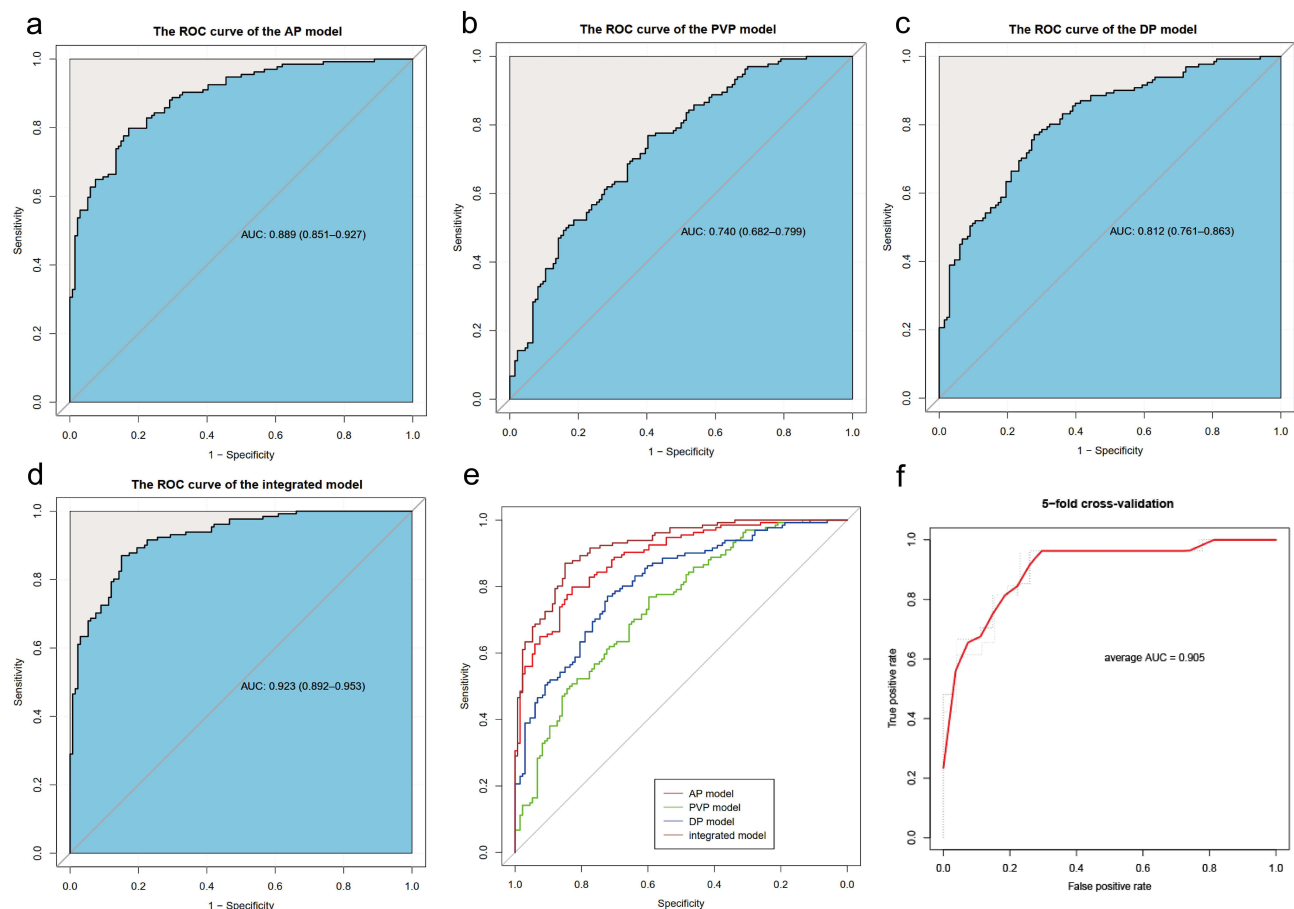 a
The ROC curve of the AP model
Sensitivity
0.0 0.2 0.4 0.6 0.8 1.0
AUC: 0.889 (0.851–0.927)
0.0 0.2 0.4 0.6 0.8 1.0
1 − Specificity
b
The ROC curve of the PVP model
Sensitivity
0.0 0.2 0.4 0.6 0.8 1.0
AUC: 0.740 (0.682–0.799)
0.0 0.2 0.4 0.6 0.8 1.0
1 − Specificity
c
The ROC curve of the DP model
Sensitivity
0.0 0.2 0.4 0.6 0.8 1.0
AUC: 0.812 (0.761–0.863)
0.0 0.2 0.4 0.6 0.8 1.0
1 − Specificity
d
The ROC curve of the integrated model
Sensitivity
0.0 0.2 0.4 0.6 0.8 1.0
AUC: 0.923 (0.892–0.953)
0.0 0.2 0.4 0.6 0.8 1.0
1 − Specificity
e
Sensitivity
0.0 0.2 0.4 0.6 0.8 1.0
AP model
PVP model
DP model
integrated model
1.0 0.8 0.6 0.4 0.2 0.0
Specificity
f
5−fold cross−validation
True positive rate
0.0 0.2 0.4 0.6 0.8 1.0
average AUC = 0.905
0.0 0.2 0.4 0.6 0.8 1.0
False positive rate